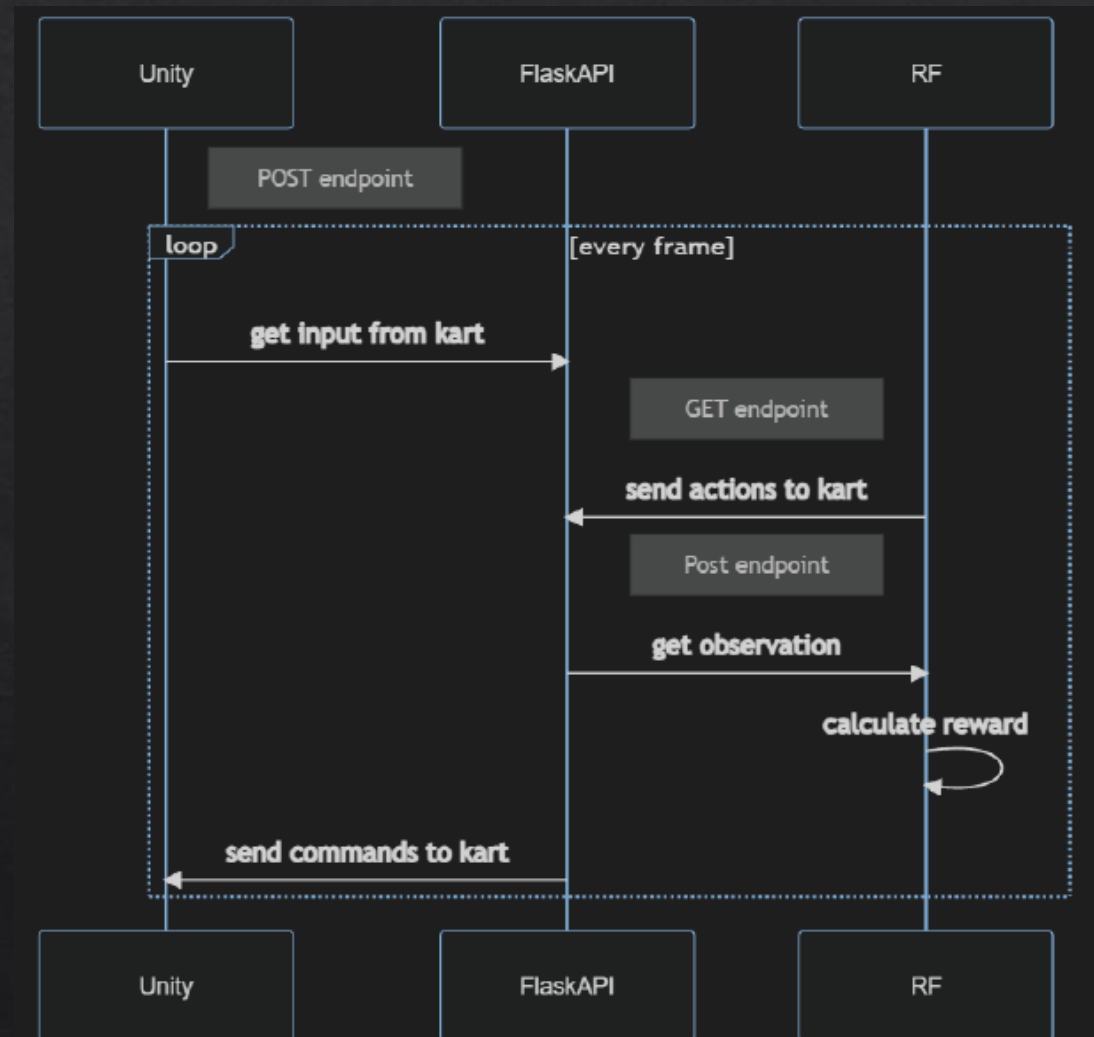 Unity
FlaskAPI
RF
POST endpoint
loop
[every frame]
get input from kart
GET endpoint
send actions to kart
Post endpoint
get observation
calculate reward
send commands to kart
Unity
FlaskAPI
RF